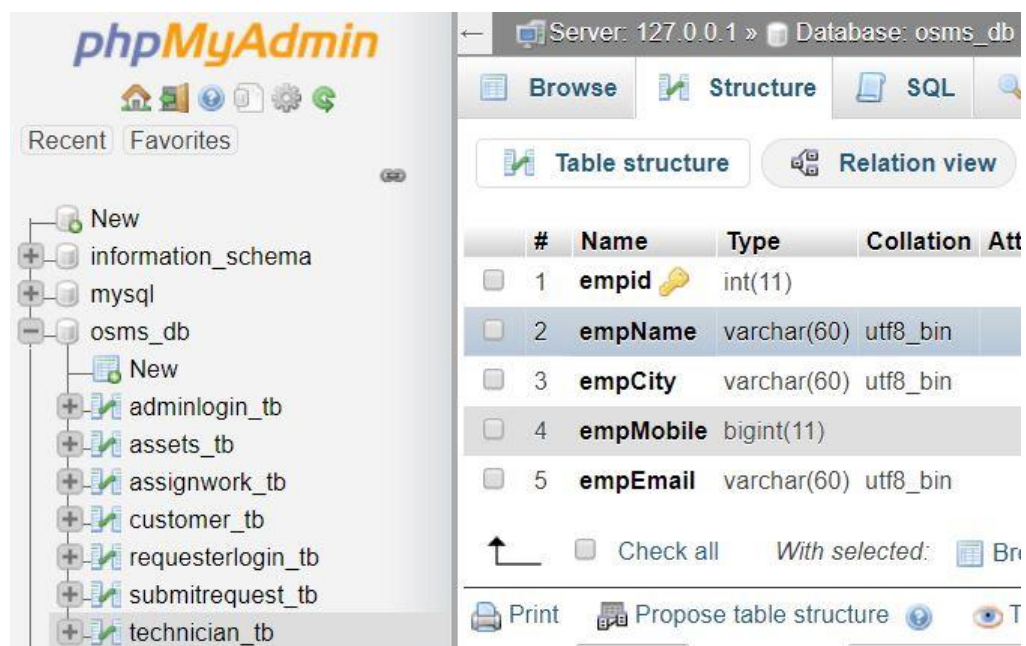 phpMyAdmin
Recent Favorites
New
information_schema
mysql
osms_db
New
adminlogin_tb
assets_tb
assignwork_tb
customer_tb
requesterlogin_tb
submitrequest_tb
technician_tb
← Server: 127.0.0.1 » Database: osms_db
Browse Structure SQL
Table structure Relation view
# Name Type Collation Att
1 empid int(11)
2 empName varchar(60) utf8_bin
3 empCity varchar(60) utf8_bin
4 empMobile bigint(11)
5 empEmail varchar(60) utf8_bin
Check all With selected: Bro
Print Propose table structure T